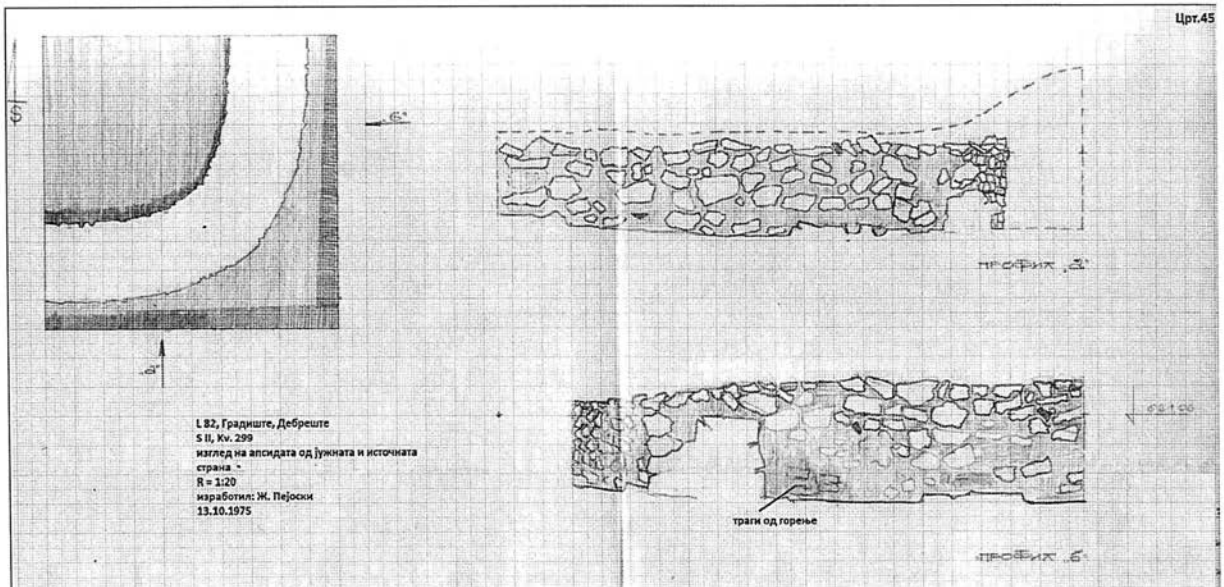 Црт.45
„б“
ПРОФИЛ „а“
„а“
L 82, Градиште, Дебреште
S II, Kv. 299
изглед на апсидата од јужната и источната
страна
R = 1:20
изработил: Ж. Пејоски
13.10.1975
траги од горење
ПРОФИЛ „б“